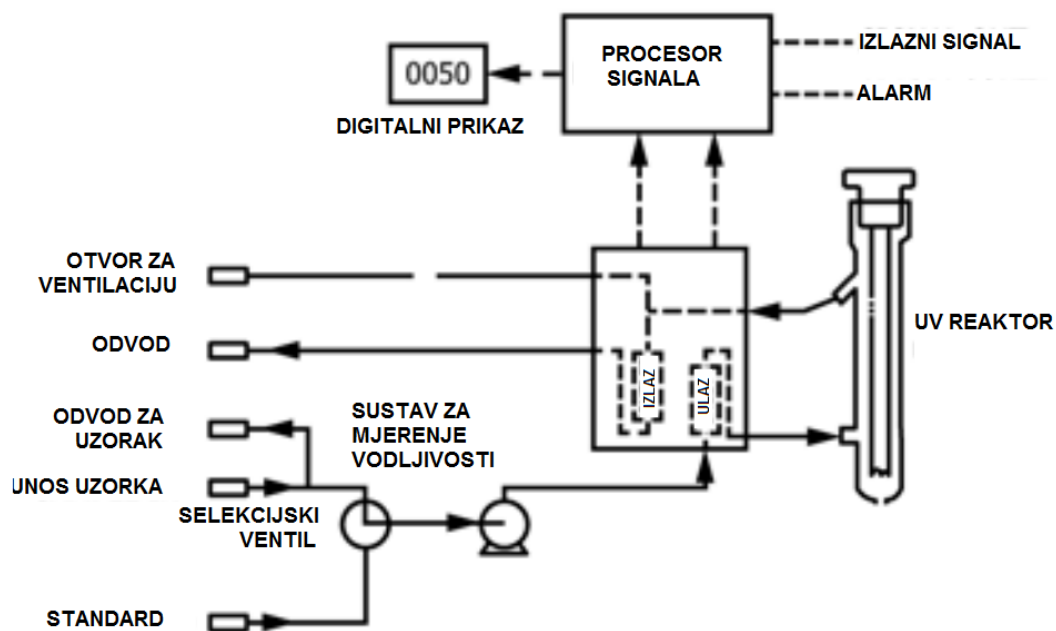 PROCESOR
SIGNALA
IZLAZNI SIGNAL
ALARM
0050
DIGITALNI PRIKAZ
OTVOR ZA
VENTILACIJU
UV REAKTOR
ODVOD
IZLAZ
ULAZ
ODVOD ZA
UZORAK
SUSTAV ZA
MJERENJE
VODLJIVOSTI
UNOS UZORKA
SELEKCIJSKI
VENTIL
STANDARD